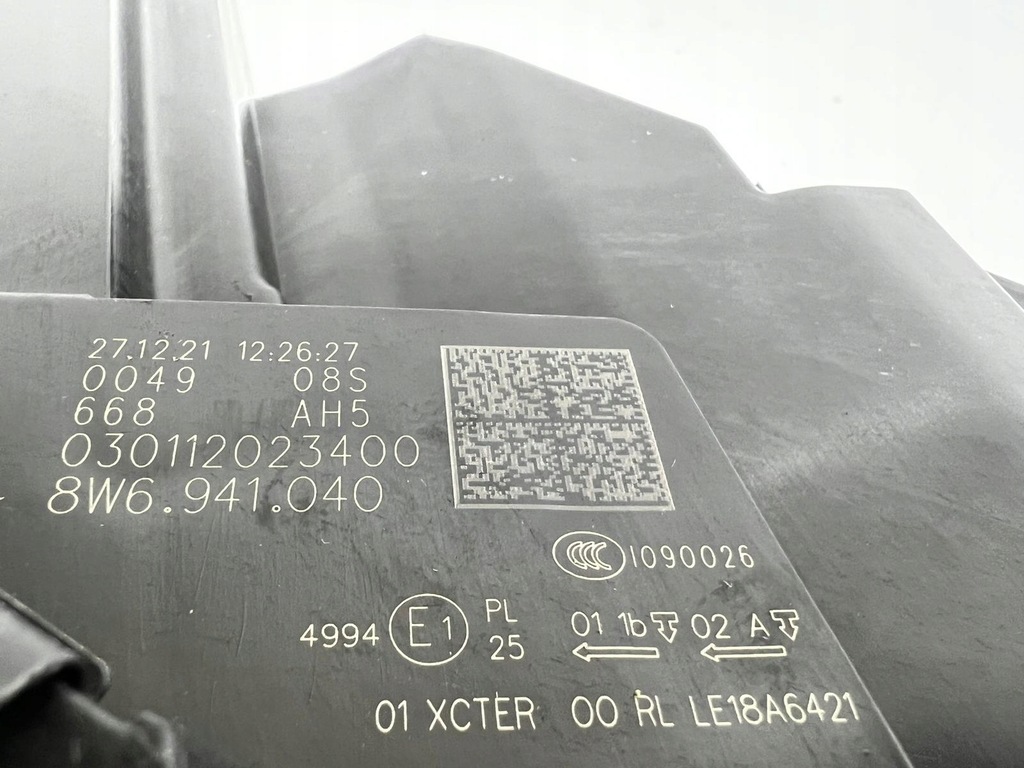 27.12.21 12:26:27
0049 08S
668 AH5
030112023400
8W6.941.040
CCC 1090026
4994 E1 PL 25 01 1b 02 A
01 XCTER 00 RL LE18A6421